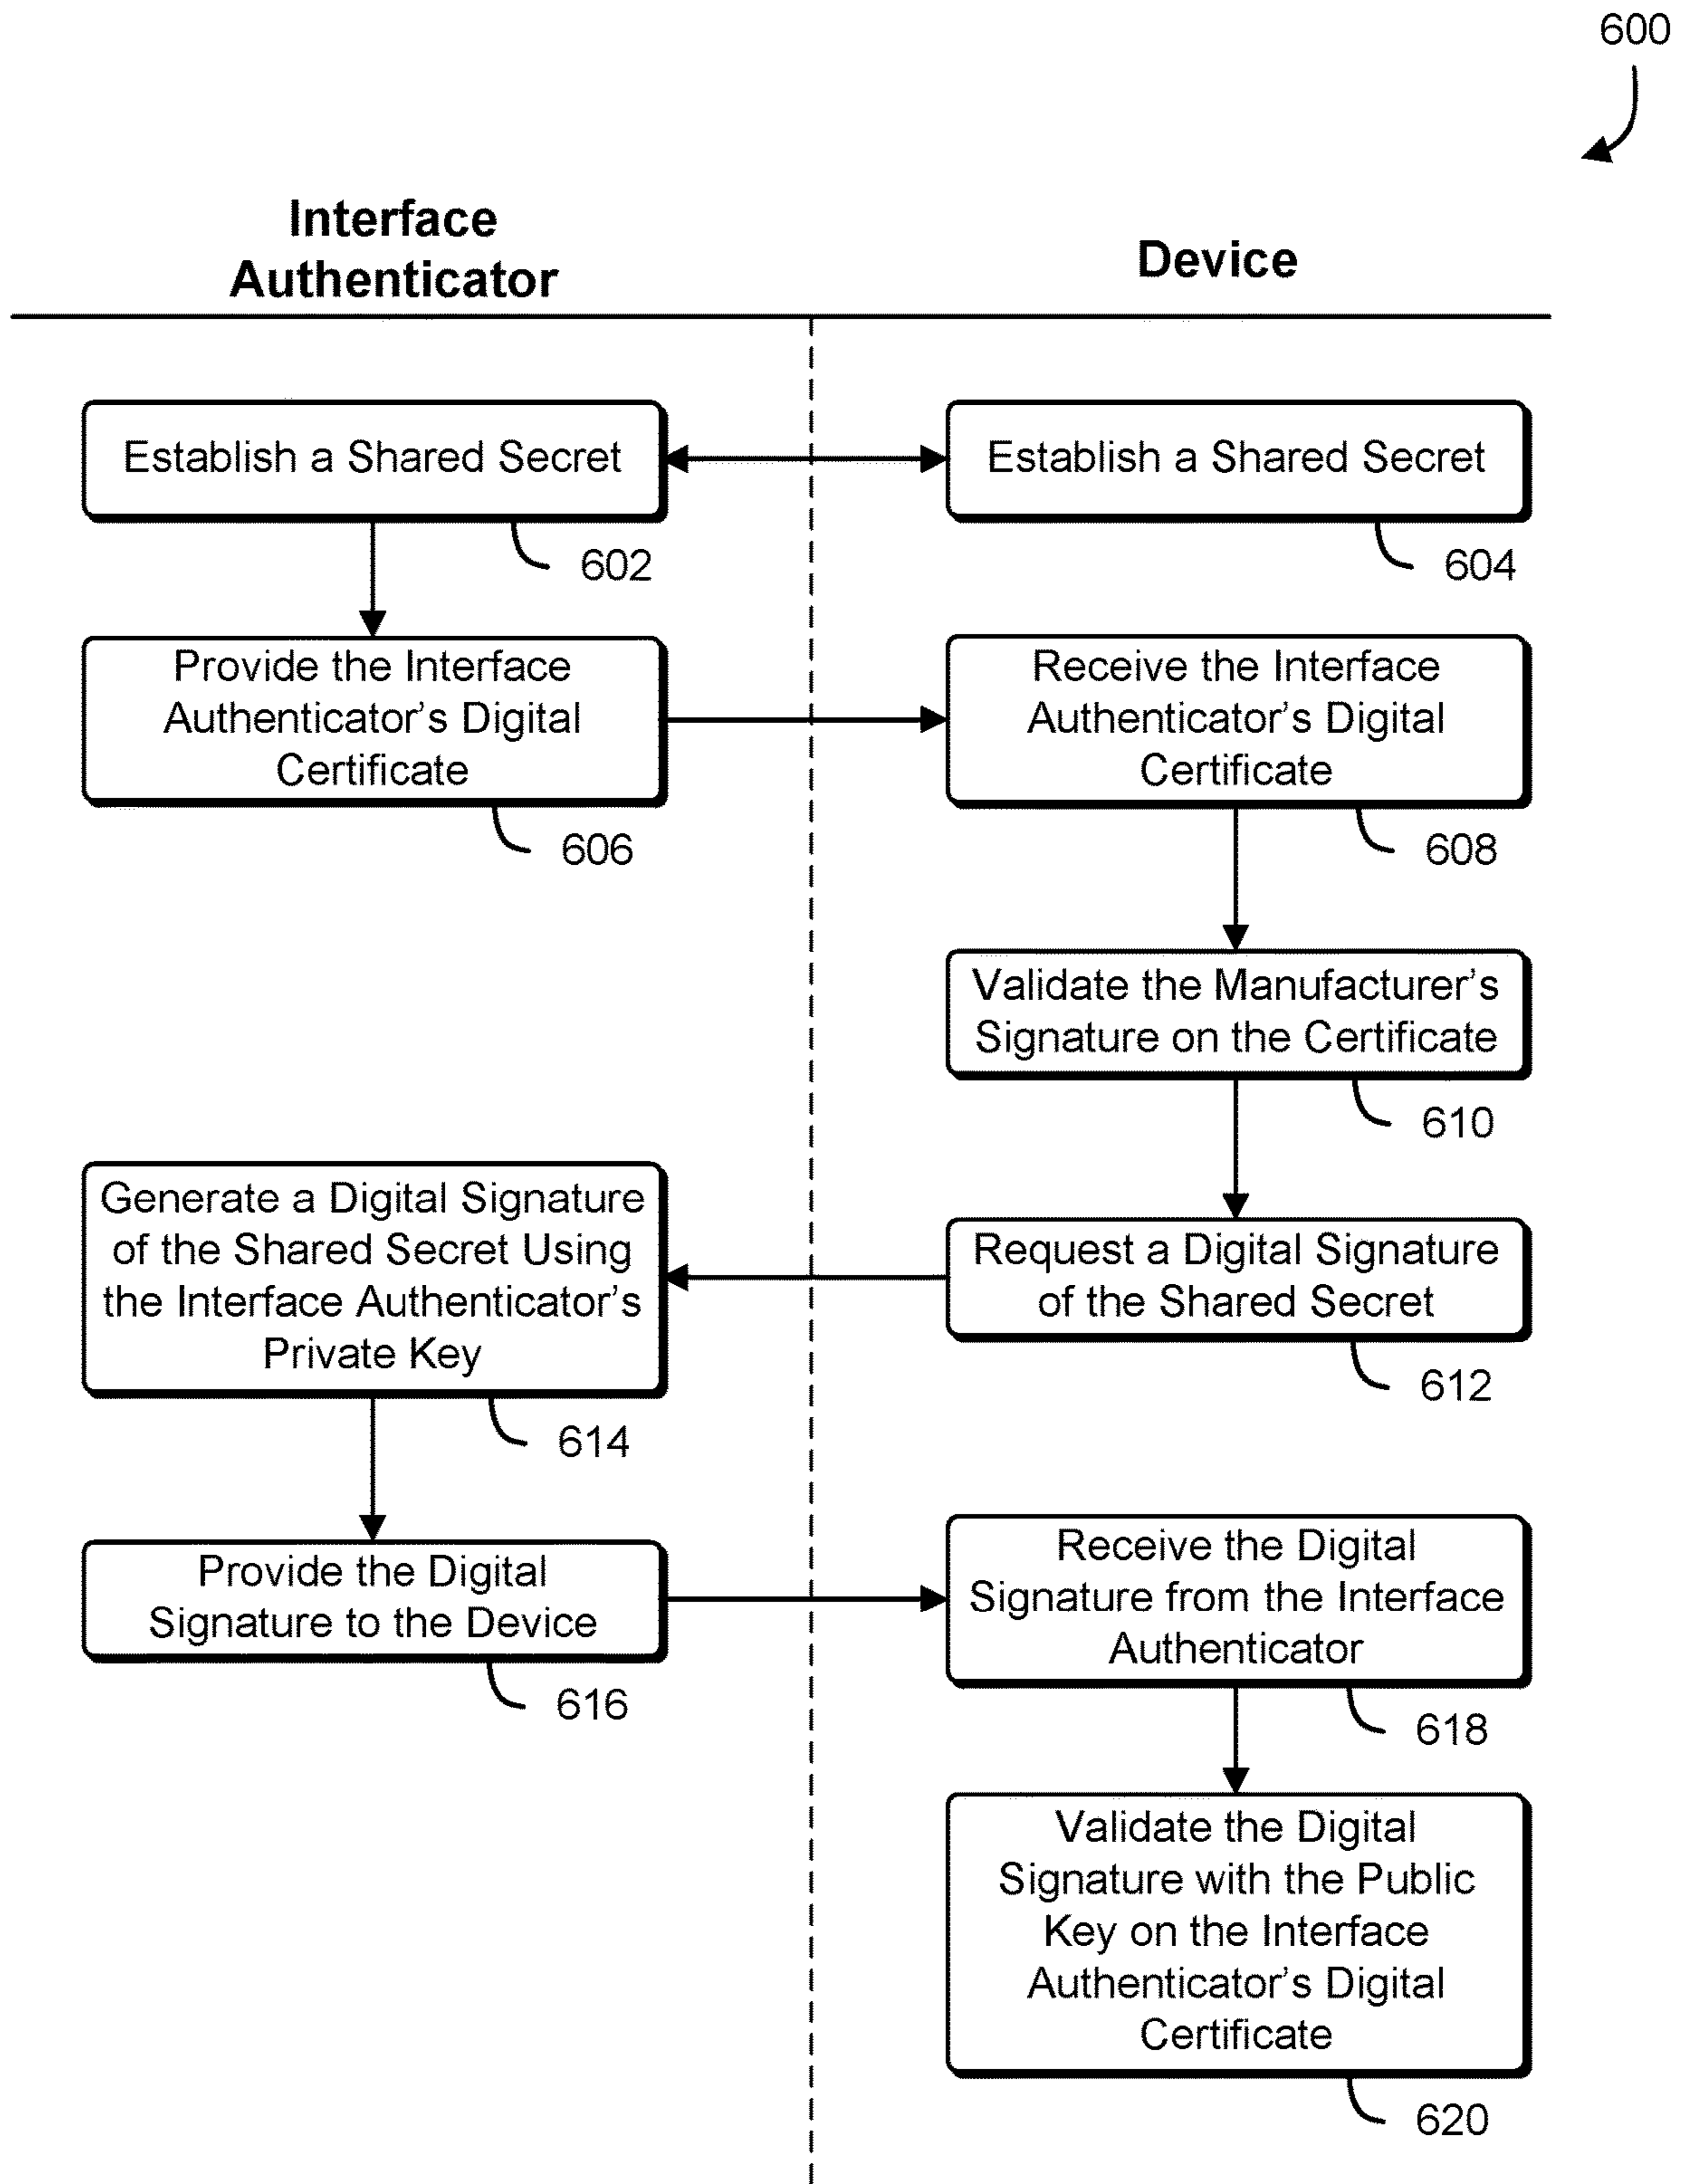 600
Interface
Authenticator
Device
Establish a Shared Secret
602
Establish a Shared Secret
604
Provide the Interface
Authenticator's Digital
Certificate
606
Receive the Interface
Authenticator's Digital
Certificate
608
Validate the Manufacturer's
Signature on the Certificate
610
Request a Digital Signature
of the Shared Secret
612
Generate a Digital Signature
of the Shared Secret Using
the Interface Authenticator's
Private Key
614
Provide the Digital
Signature to the Device
616
Receive the Digital
Signature from the Interface
Authenticator
618
Validate the Digital
Signature with the Public
Key on the Interface
Authenticator's Digital
Certificate
620